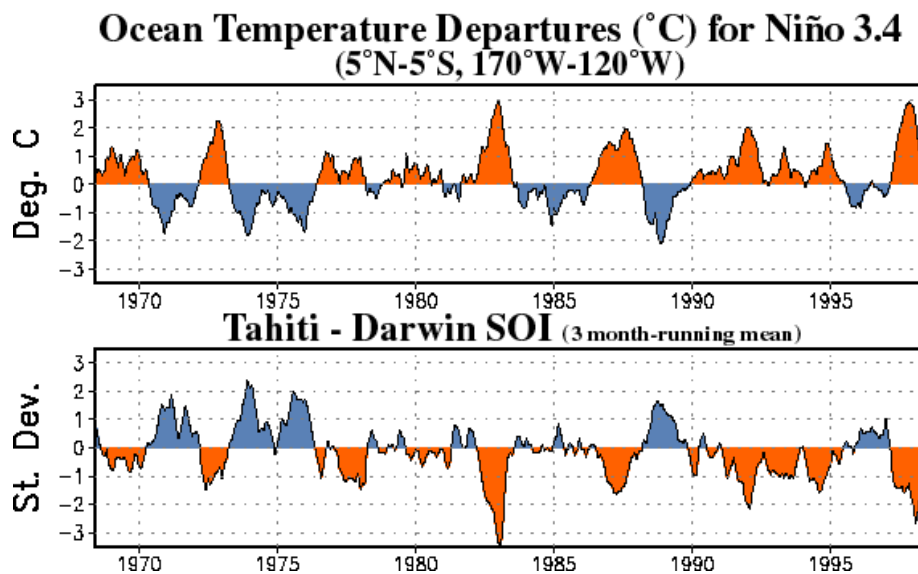 Ocean Temperature Departures (˚C) for Niño 3.4
(5˚N-5˚S, 170˚W-120˚W)
Deg. C
3
2
1
0
−1
−2
−3
1970 1975 1980 1985 1990 1995
Tahiti - Darwin SOI (3 month-running mean)
St. Dev.
3
2
1
0
−1
−2
−3
1970 1975 1980 1985 1990 1995